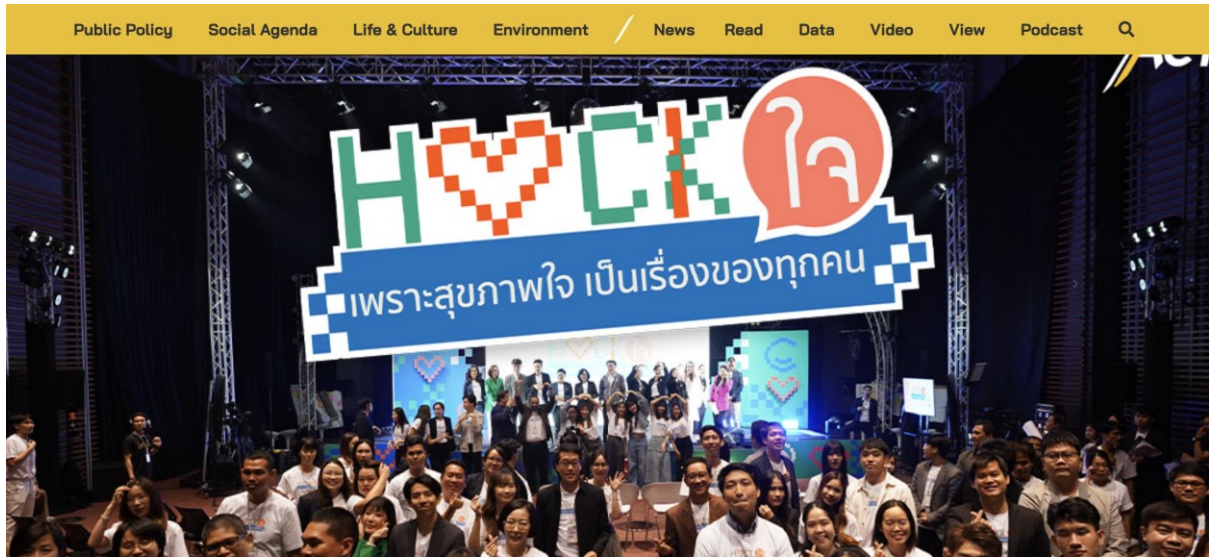 Public Policy Social Agenda Life & Culture Environment / News Read Data Video View Podcast
H♥CK ใจ
เพราะสุขภาพใจ เป็นเรื่องของทุกคน